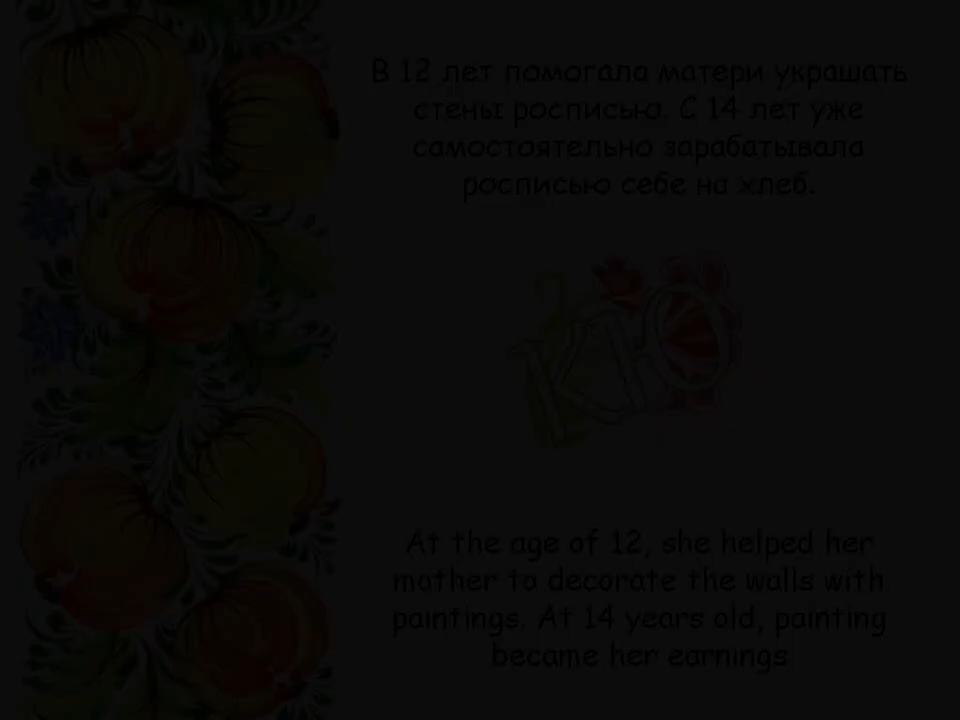 В 12 лет помогала матери украшать
стены росписью. С 14 лет уже
самостоятельно зарабатывала
росписью себе на хлеб.
At the age of 12, she helped her
mother to decorate the walls with
paintings. At 14 years old, painting
became her earnings